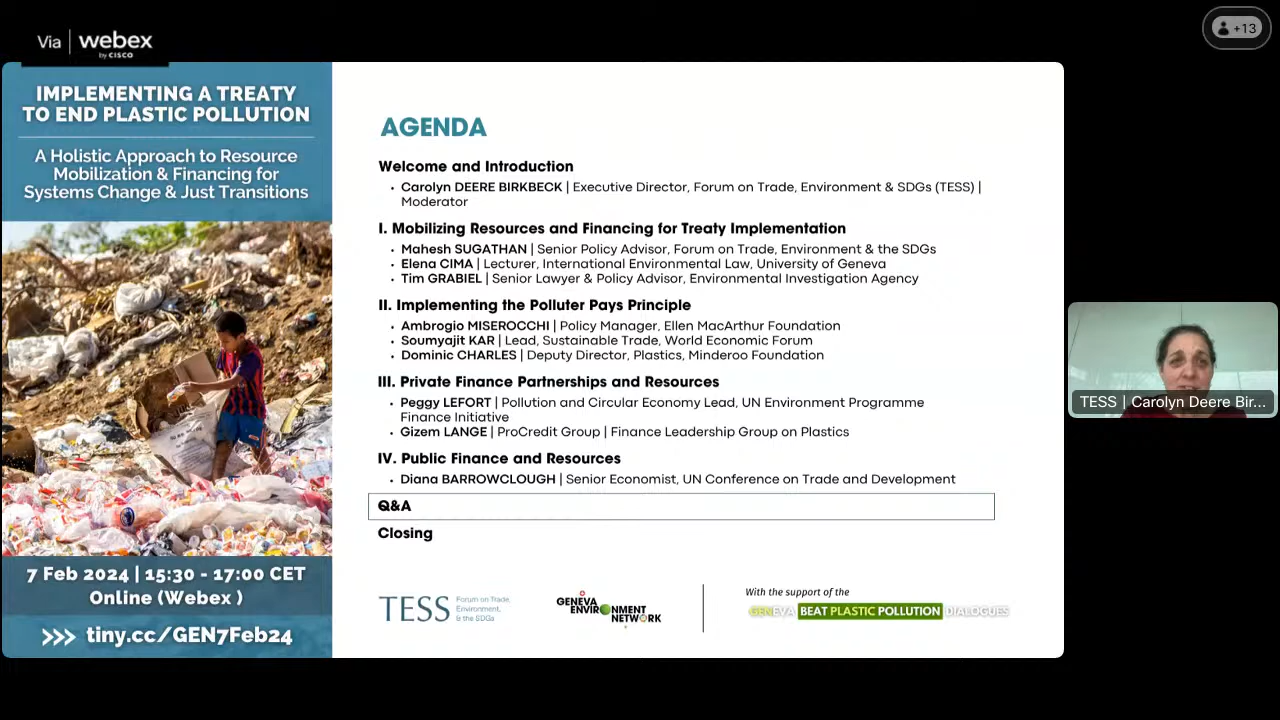 Via | webex
by CISCO
+13
IMPLEMENTING A TREATY
TO END PLASTIC POLLUTION
A Holistic Approach to Resource
Mobilization & Financing for
Systems Change & Just Transitions
7 Feb 2024 | 15:30 - 17:00 CET
Online (Webex )
>>> tiny.cc/GEN7Feb24
AGENDA
Welcome and Introduction
• Carolyn DEERE BIRKBECK | Executive Director, Forum on Trade, Environment & SDGs (TESS) |
Moderator
I. Mobilizing Resources and Financing for Treaty Implementation
• Mahesh SUGATHAN | Senior Policy Advisor, Forum on Trade, Environment & the SDGs
• Elena CIMA | Lecturer, International Environmental Law, University of Geneva
• Tim GRABIEL | Senior Lawyer & Policy Advisor, Environmental Investigation Agency
II. Implementing the Polluter Pays Principle
• Ambrogio MISEROCCHI | Policy Manager, Ellen MacArthur Foundation
• Soumyajit KAR | Lead, Sustainable Trade, World Economic Forum
• Dominic CHARLES | Deputy Director, Plastics, Minderoo Foundation
III. Private Finance Partnerships and Resources
• Peggy LEFORT | Pollution and Circular Economy Lead, UN Environment Programme
Finance Initiative
• Gizem LANGE | ProCredit Group | Finance Leadership Group on Plastics
IV. Public Finance and Resources
• Diana BARROWCLOUGH | Senior Economist, UN Conference on Trade and Development
Q&A
Closing
TESS
Forum on Trade,
Environment,
& the SDGs
GENEVA
ENVIRONMENT
NETWORK
With the support of the
GENEVA BEAT PLASTIC POLLUTION DIALOGUES
TESS | Carolyn Deere Bir...